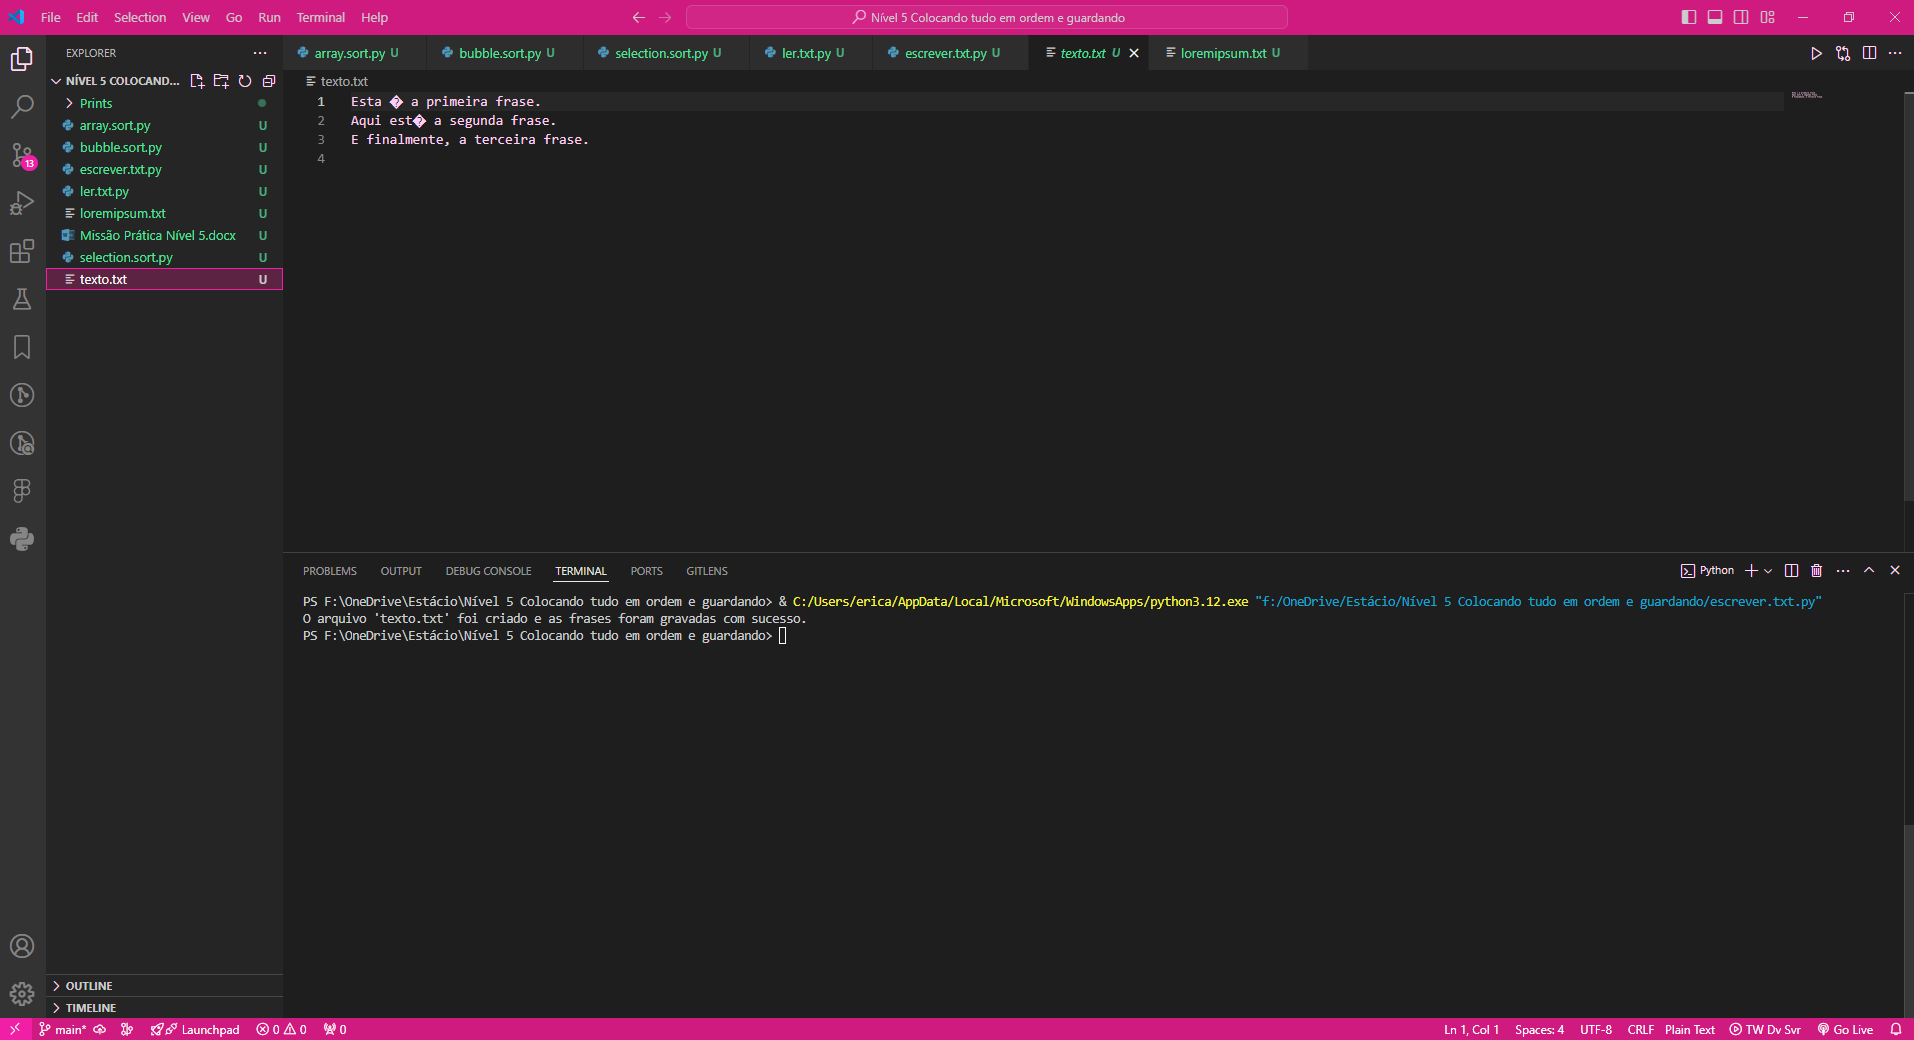 File Edit Selection View Go Run Terminal Help
Nível 5 Colocando tudo em ordem e guardando
EXPLORER
NÍVEL 5 COLOCAND...
Prints
array.sort.py U
bubble.sort.py U
escrever.txt.py U
ler.txt.py U
loremipsum.txt U
Missão Prática Nível 5.docx U
selection.sort.py U
texto.txt U
13
OUTLINE
TIMELINE
array.sort.py U bubble.sort.py U selection.sort.py U ler.txt.py U escrever.txt.py U texto.txt U loremipsum.txt U
texto.txt
1 Esta � a primeira frase.
2 Aqui est� a segunda frase.
3 E finalmente, a terceira frase.
4
PROBLEMS OUTPUT DEBUG CONSOLE TERMINAL PORTS GITLENS
Python
PS F:\OneDrive\Estácio\Nível 5 Colocando tudo em ordem e guardando> & C:/Users/erica/AppData/Local/Microsoft/WindowsApps/python3.12.exe "f:/OneDrive/Estácio/Nível 5 Colocando tudo em ordem e guardando/escrever.txt.py"
O arquivo 'texto.txt' foi criado e as frases foram gravadas com sucesso.
PS F:\OneDrive\Estácio\Nível 5 Colocando tudo em ordem e guardando>
main* Launchpad 0 0 0 Ln 1, Col 1 Spaces: 4 UTF-8 CRLF Plain Text TW Dv Svr Go Live